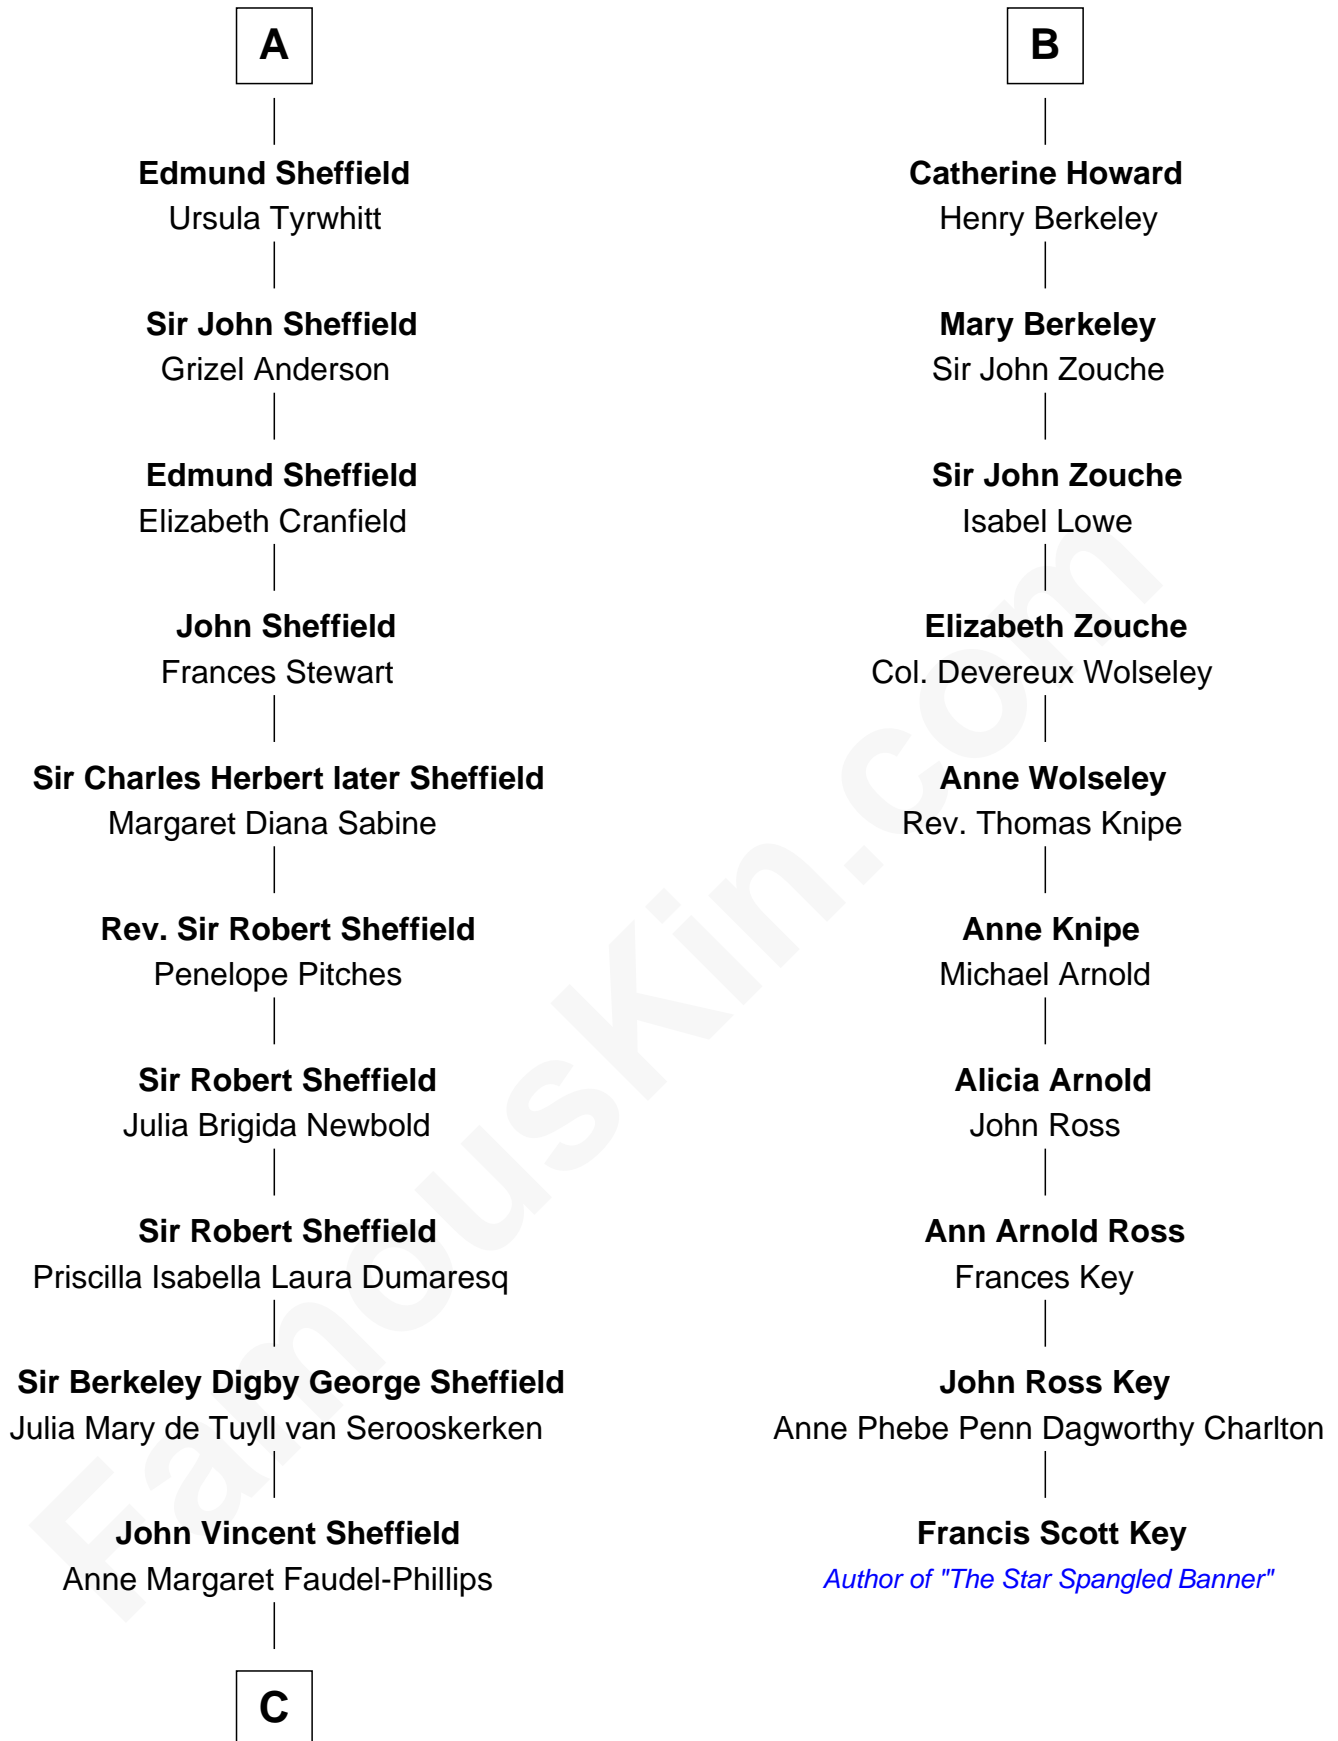 A
Edmund Sheffield
Ursula Tyrwhitt
Sir John Sheffield
Grizel Anderson
Edmund Sheffield
Elizabeth Cranfield
John Sheffield
Frances Stewart
Sir Charles Herbert later Sheffield
Margaret Diana Sabine
Rev. Sir Robert Sheffield
Penelope Pitches
Sir Robert Sheffield
Julia Brigida Newbold
Sir Robert Sheffield
Priscilla Isabella Laura Dumaresq
Sir Berkeley Digby George Sheffield
Julia Mary de Tuyll van Serooskerken
John Vincent Sheffield
Anne Margaret Faudel-Phillips
C
B
Catherine Howard
Henry Berkeley
Mary Berkeley
Sir John Zouche
Sir John Zouche
Isabel Lowe
Elizabeth Zouche
Col. Devereux Wolseley
Anne Wolseley
Rev. Thomas Knipe
Anne Knipe
Michael Arnold
Alicia Arnold
John Ross
Ann Arnold Ross
Frances Key
John Ross Key
Anne Phebe Penn Dagworthy Charlton
Francis Scott Key
Author of "The Star Spangled Banner"
FamousKin.com